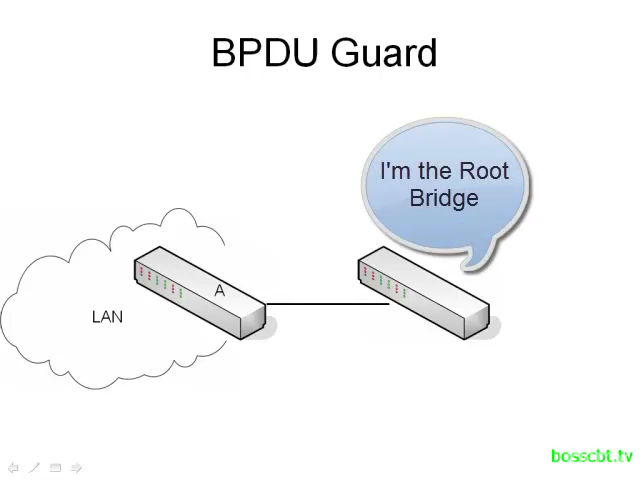 BPDU Guard
I'm the Root
Bridge
A
LAN
bosscbt.tv